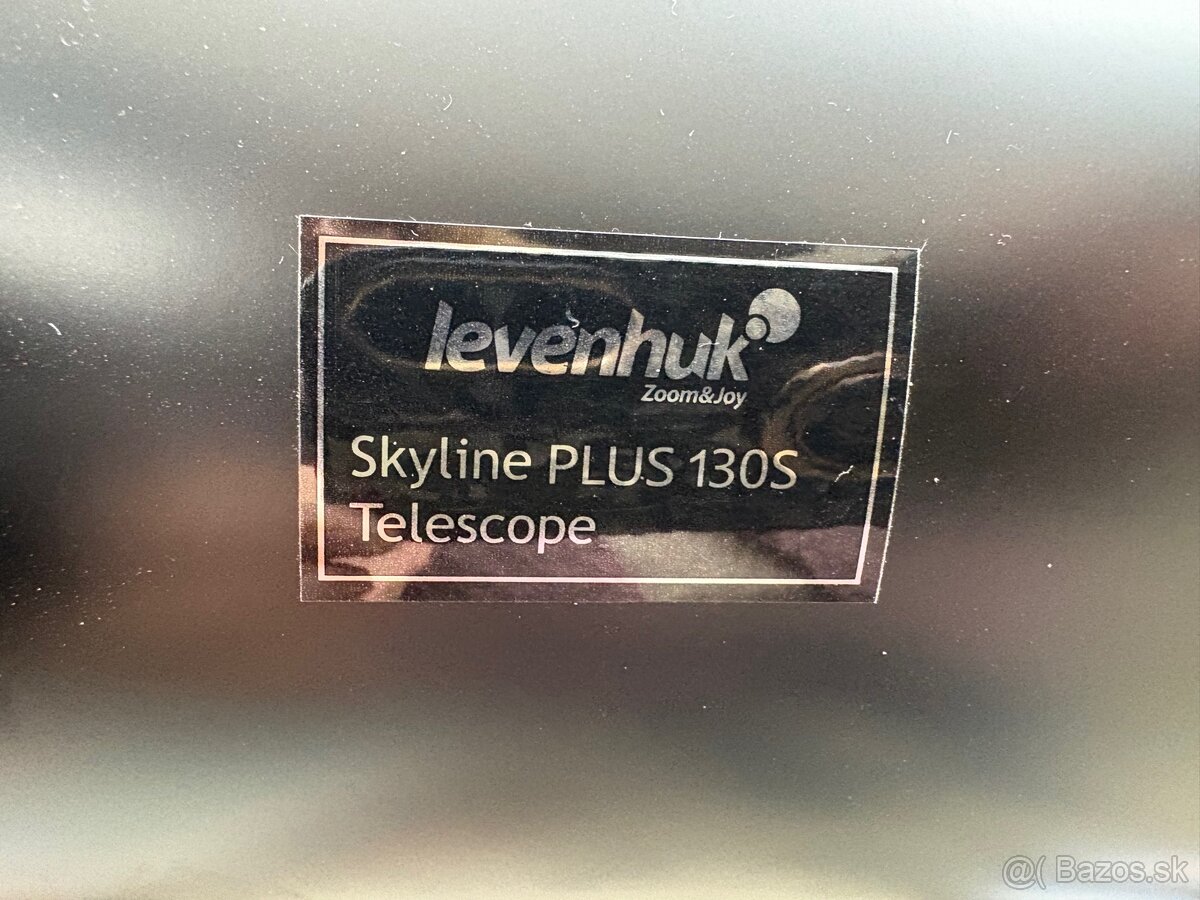 levenhuk
Zoom&Joy
Skyline PLUS 130S
Telescope
@( Bazos.sk